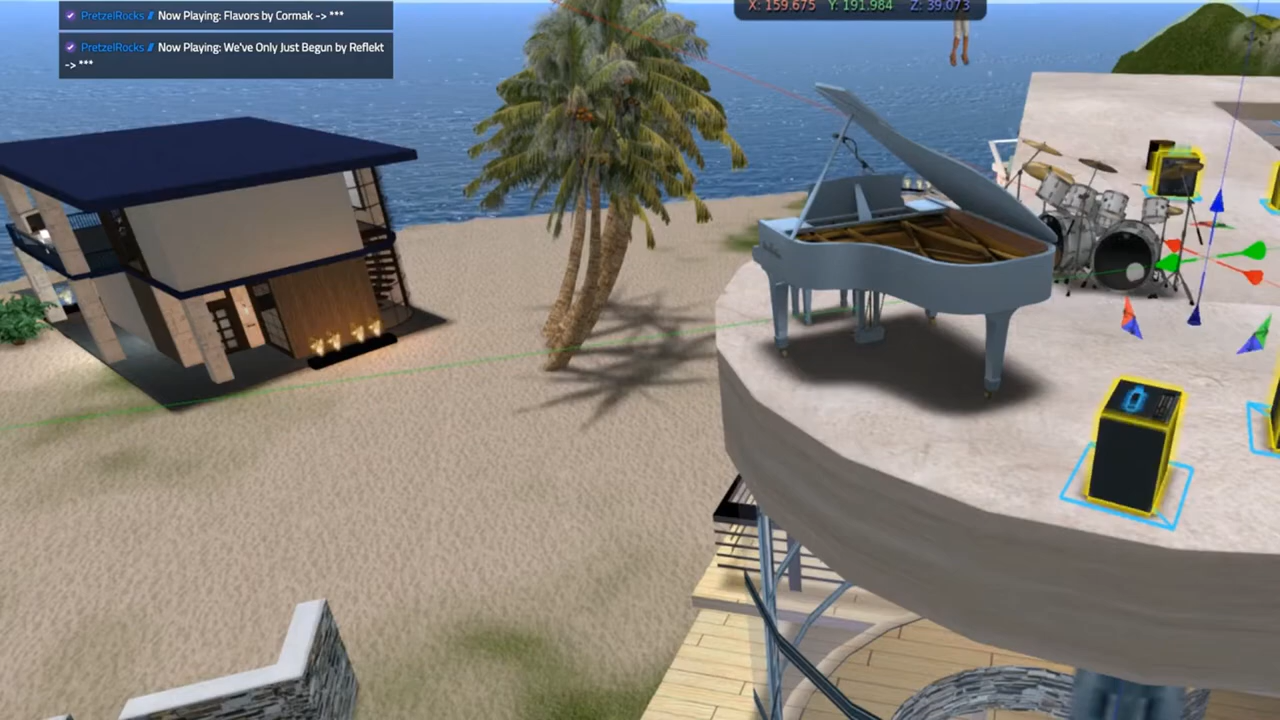 PretzelRocks // Now Playing: Flavors by Cormak -> ***
PretzelRocks // Now Playing: We've Only Just Begun by Reflekt
-> ***
X: 159.675 Y: 191.984 Z: 39.073